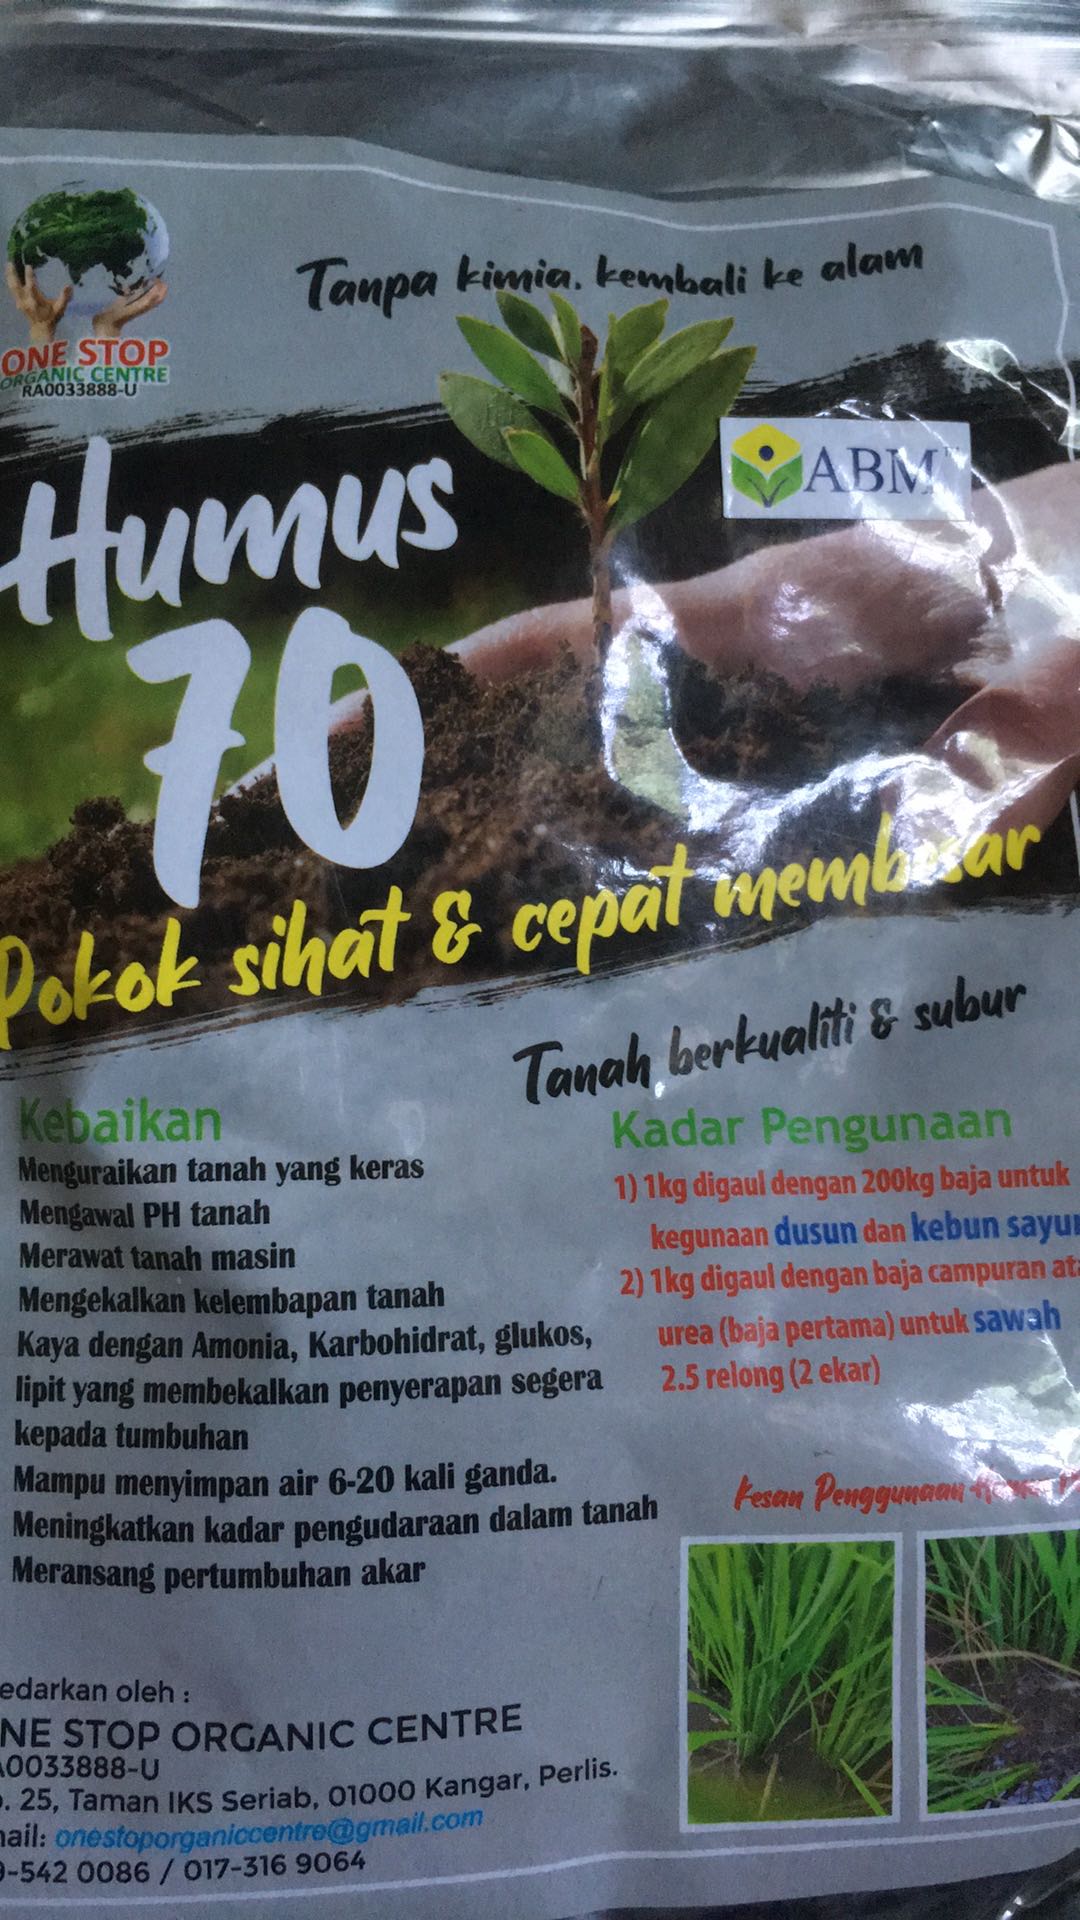 Tanpa kimia, kembali ke alam
ONE STOP
ORGANIC CENTRE
RA0033888-U
ABM
Humus
70
Pokok sihat & cepat membesar
Tanah berkualiti & subur
Kebaikan
Menguraikan tanah yang keras
Mengawal PH tanah
Merawat tanah masin
Mengekalkan kelembapan tanah
Kaya dengan Amonia, Karbohidrat, glukos,
lipit yang membekalkan penyerapan segera
kepada tumbuhan
Mampu menyimpan air 6-20 kali ganda.
Meningkatkan kadar pengudaraan dalam tanah
Meransang pertumbuhan akar
Kadar Pengunaan
1) 1kg digaul dengan 200kg baja untuk
kegunaan dusun dan kebun sayu
2) 1kg digaul dengan baja campuran at
urea (baja pertama) untuk sawah
2.5 relong (2 ekar)
Kesan Penggunaan
edarkan oleh :
NE STOP ORGANIC CENTRE
A0033888-U
. 25, Taman IKS Seriab, 01000 Kangar, Perlis.
ail: onestoporganiccentre@gmail.com
-542 0086 / 017-316 9064